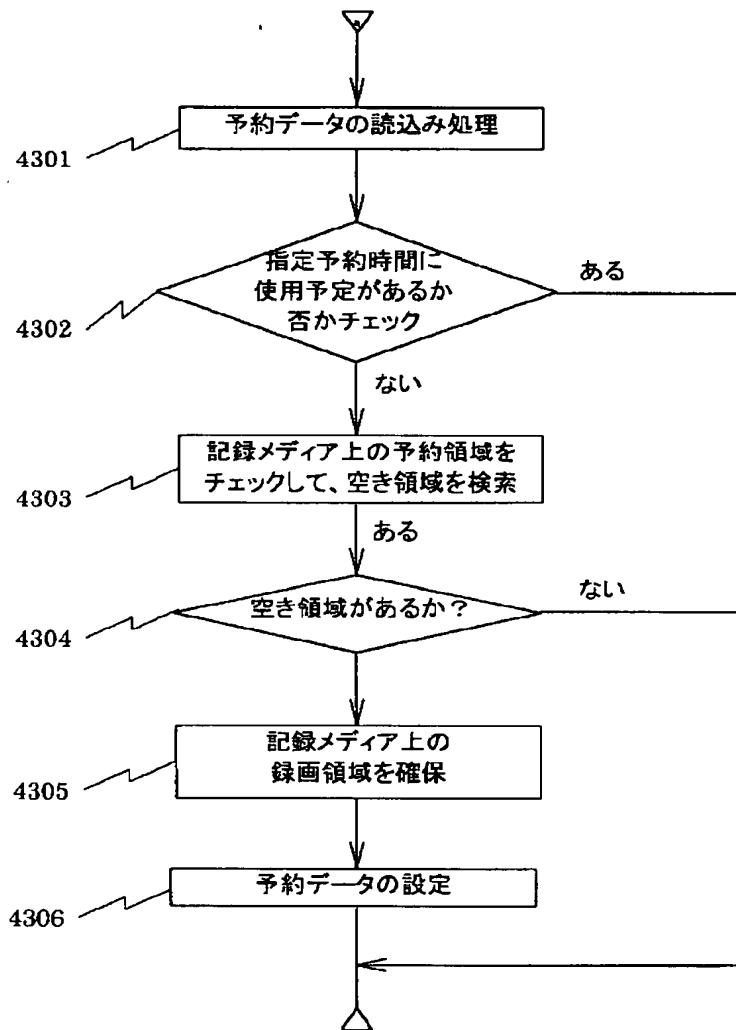 予約データの読込み処理
4301
指定予約時間に
使用予定があるか
否かチェック
ある
4302
ない
記録メディア上の予約領域を
チェックして、空き領域を検索
4303
ある
空き領域があるか？
ない
4304
記録メディア上の
録画領域を確保
4305
予約データの設定
4306